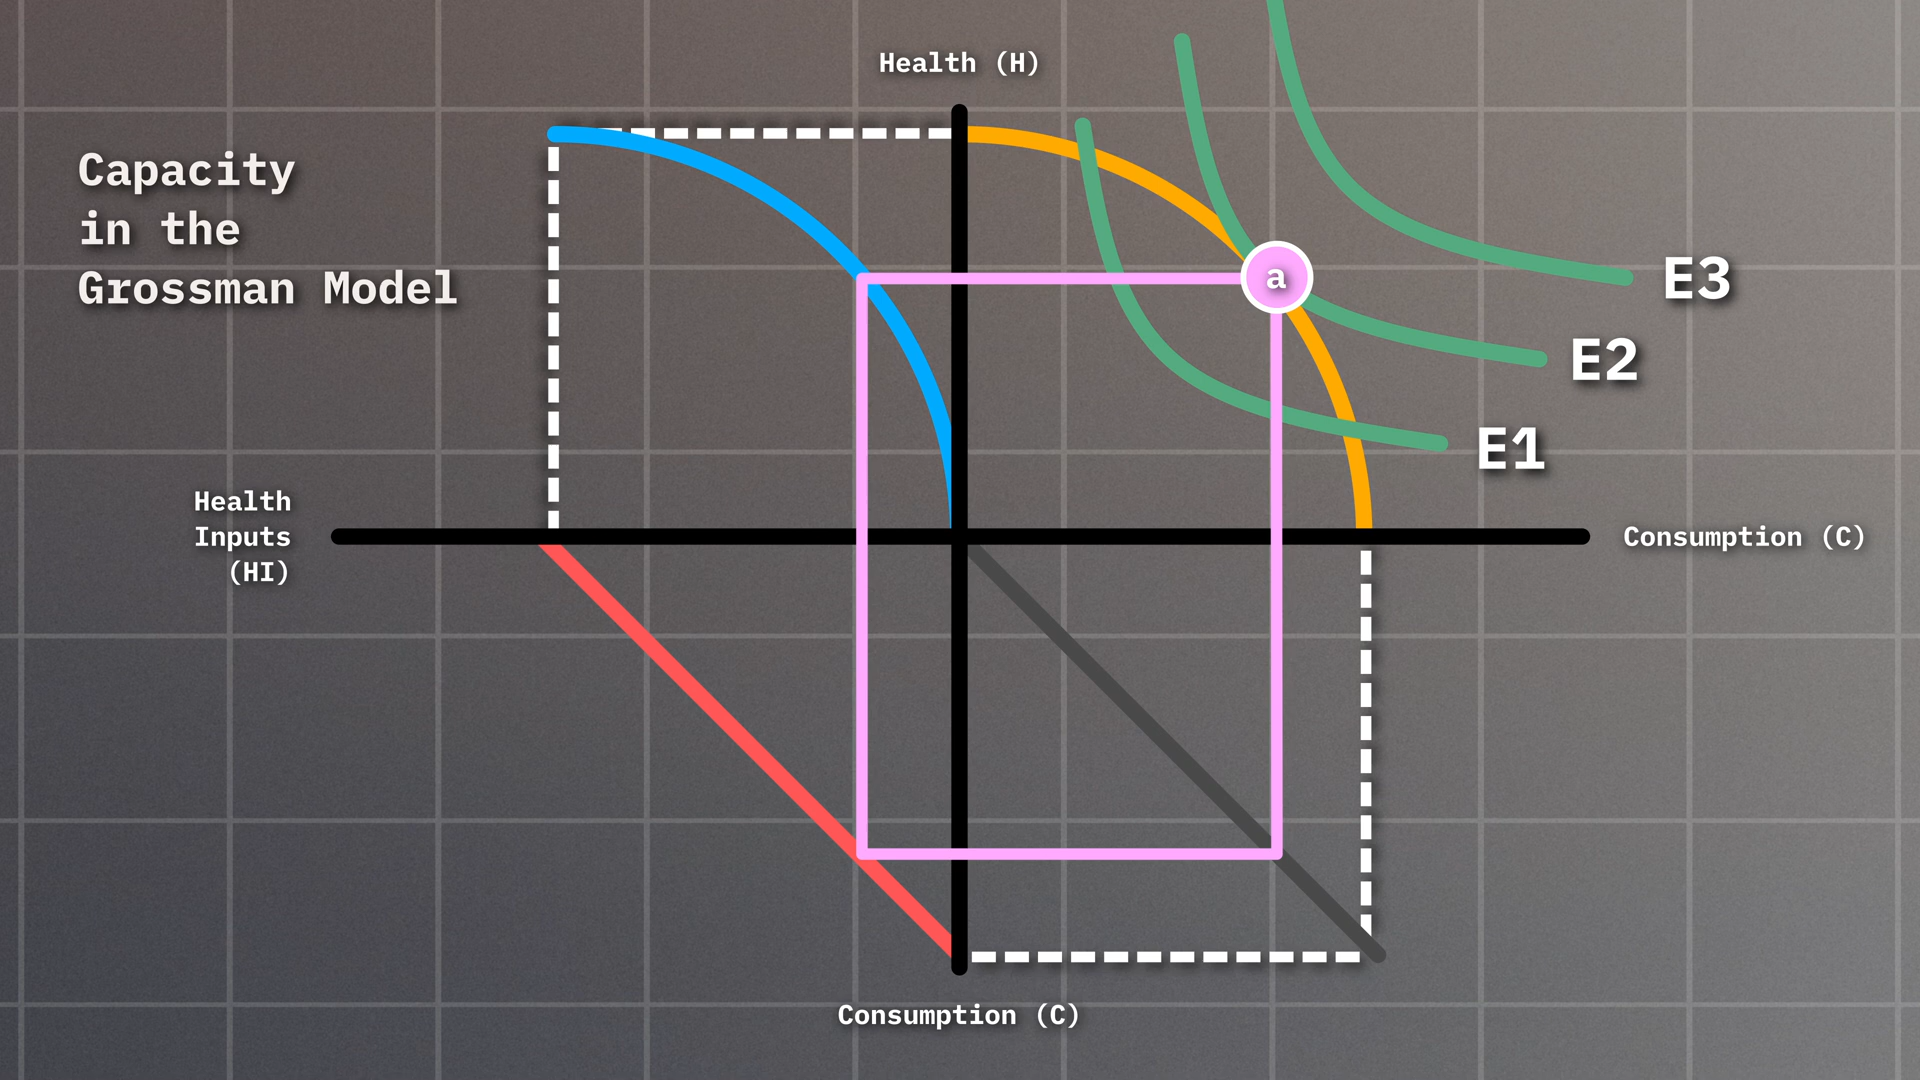 Health (H)
Capacity
in the
Grossman Model
a
E3
E2
E1
Health
Inputs
(HI)
Consumption (C)
Consumption (C)